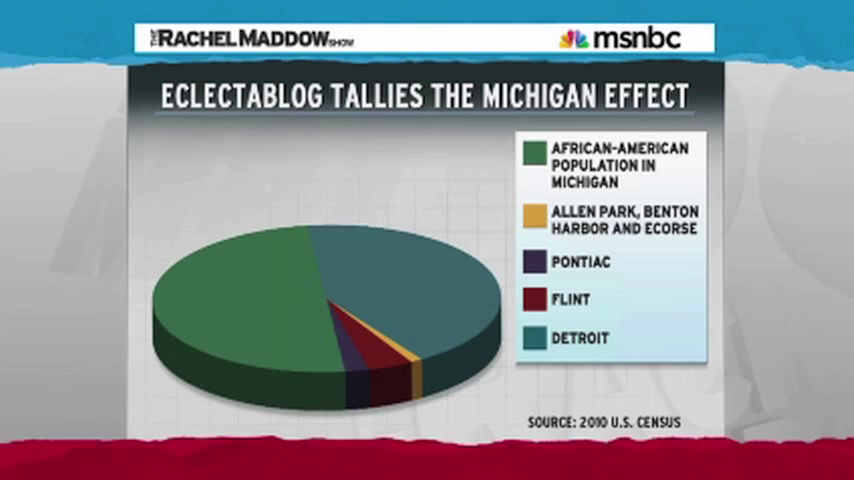 THE RACHEL MADDOW SHOW
msnbc
ECLECTABLOG TALLIES THE MICHIGAN EFFECT
AFRICAN-AMERICAN
POPULATION IN
MICHIGAN
ALLEN PARK, BENTON
HARBOR AND ECORSE
PONTIAC
FLINT
DETROIT
SOURCE: 2010 U.S. CENSUS